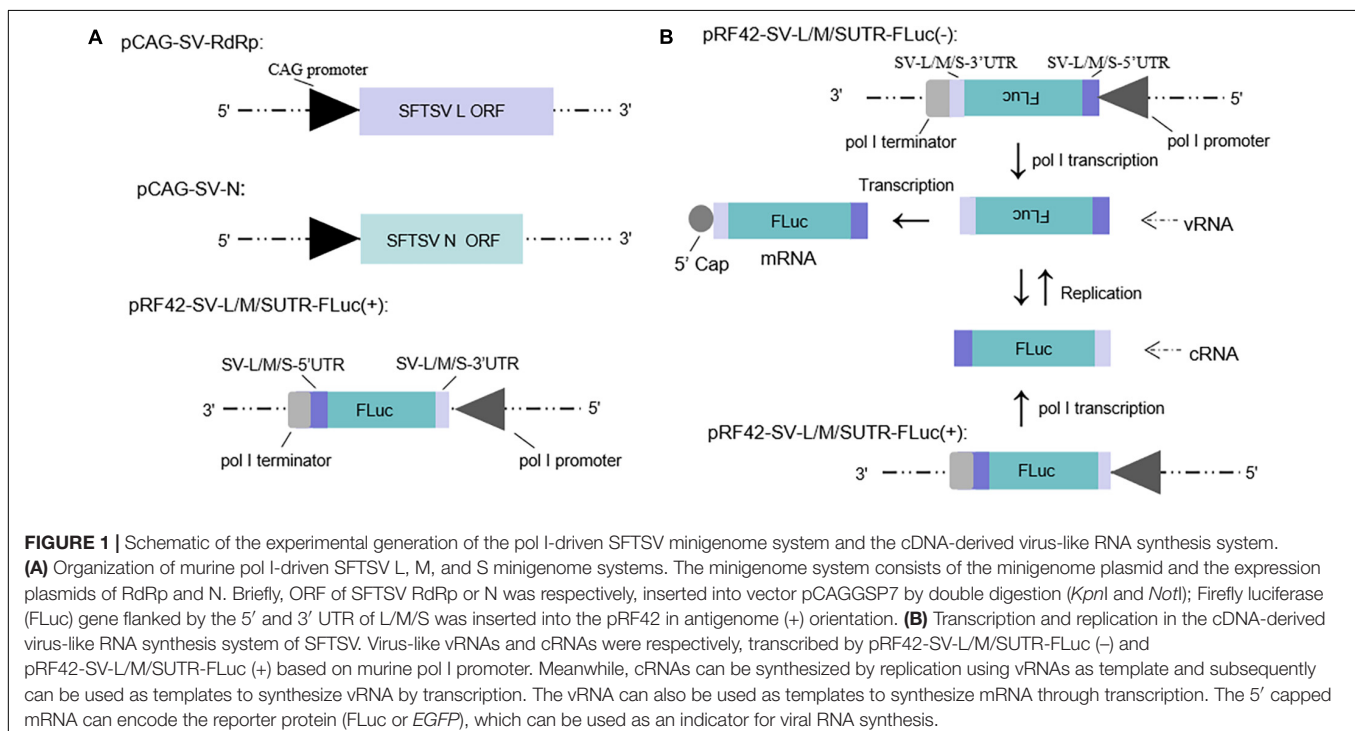 A
pCAG-SV-RdRp:
CAG promoter
5'
SFTSV L ORF
3'
pCAG-SV-N:
5'
SFTSV N ORF
3'
pRF42-SV-L/M/SUTR-FLuc(+):
SV-L/M/S-5'UTR
SV-L/M/S-3'UTR
3'
FLuc
5'
pol I terminator
pol I promoter
B
pRF42-SV-L/M/SUTR-FLuc(-):
SV-L/M/S-3'UTR
SV-L/M/S-5'UTR
3'
FLuc
5'
pol I terminator
pol I promoter
pol I transcription
Transcription
FLuc
FLuc
vRNA
5' Cap
mRNA
Replication
FLuc
cRNA
pol I transcription
pRF42-SV-L/M/SUTR-FLuc(+):
3'
FLuc
5'
FIGURE 1 | Schematic of the experimental generation of the pol I-driven SFTSV minigenome system and the cDNA-derived virus-like RNA synthesis system.
(A) Organization of murine pol I-driven SFTSV L, M, and S minigenome systems. The minigenome system consists of the minigenome plasmid and the expression
plasmids of RdRp and N. Briefly, ORF of SFTSV RdRp or N was respectively, inserted into vector pCAGGSP7 by double digestion (KpnI and NotI); Firefly luciferase
(FLuc) gene flanked by the 5′ and 3′ UTR of L/M/S was inserted into the pRF42 in antigenome (+) orientation. (B) Transcription and replication in the cDNA-derived
virus-like RNA synthesis system of SFTSV. Virus-like vRNAs and cRNAs were respectively, transcribed by pRF42-SV-L/M/SUTR-FLuc (–) and
pRF42-SV-L/M/SUTR-FLuc (+) based on murine pol I promoter. Meanwhile, cRNAs can be synthesized by replication using vRNAs as template and subsequently
can be used as templates to synthesize vRNA by transcription. The vRNA can also be used as templates to synthesize mRNA through transcription. The 5′ capped
mRNA can encode the reporter protein (FLuc or EGFP), which can be used as an indicator for viral RNA synthesis.